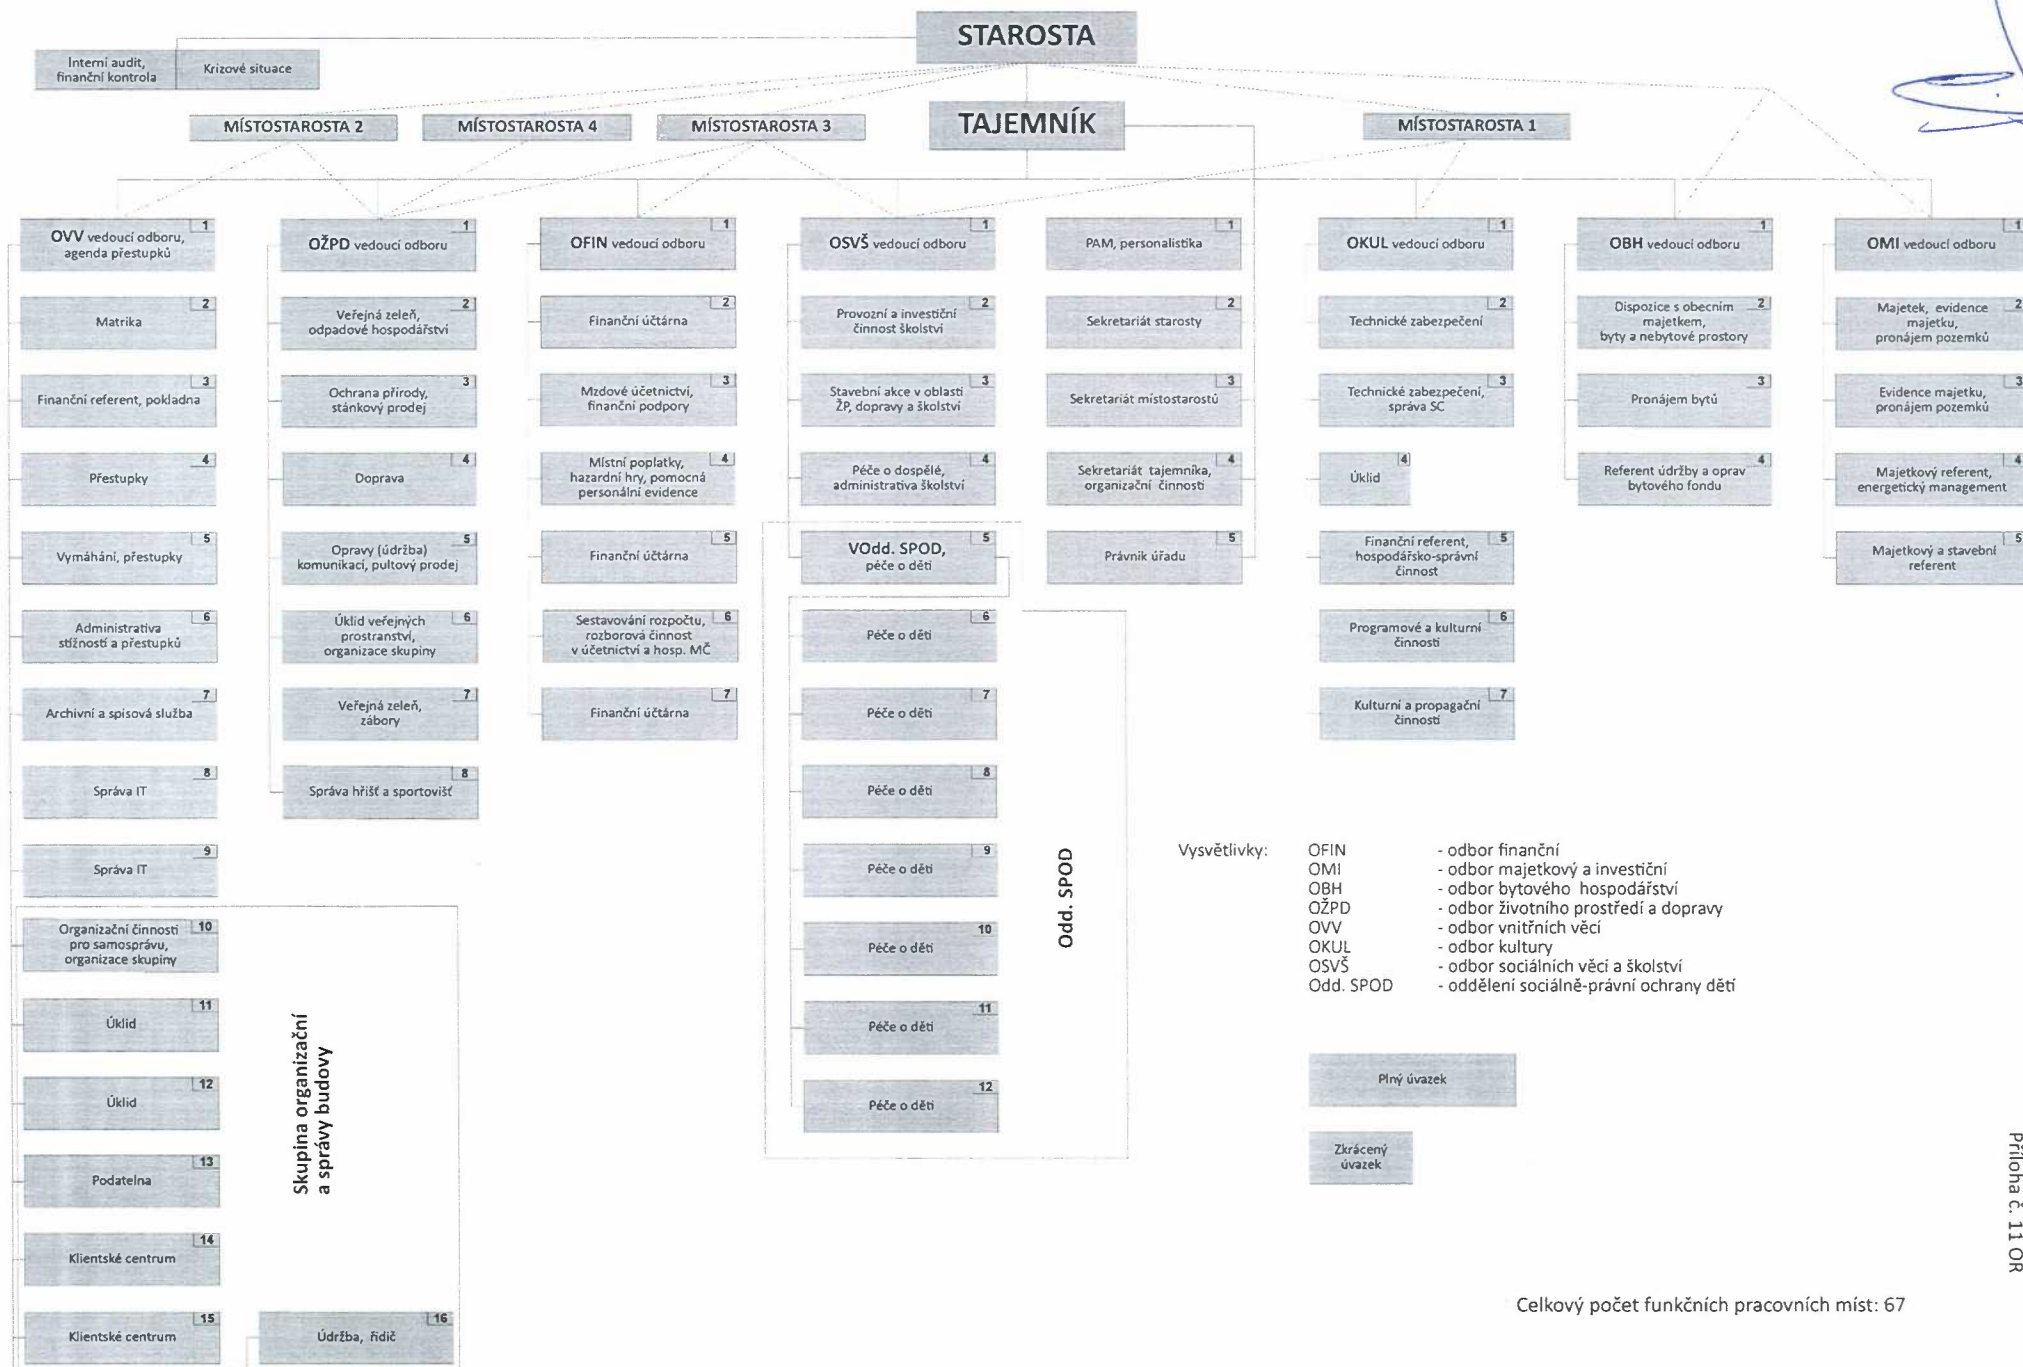 STAROSTA
Interní audit,
finanční kontrola
Krizové situace
MÍSTOSTAROSTA 2
MÍSTOSTAROSTA 4
MÍSTOSTAROSTA 3
TAJEMNÍK
MÍSTOSTAROSTA 1
1
OVV vedoucí odboru,
agenda přestupků
2
Matrika
3
Finanční referent, pokladna
4
Přestupky
5
Vymáhání, přestupky
6
Administrativa
stížností a přestupků
7
Archivní a spisová služba
8
Správa IT
9
Správa IT
10
Organizační činnosti
pro samosprávu,
organizace skupiny
11
Úklid
12
Úklid
13
Podatelna
14
Klientské centrum
15
Klientské centrum
16
Údržba, řidič
Skupina organizační
a správy budovy
1
OŽPD vedoucí odboru
2
Veřejná zeleň,
odpadové hospodářství
3
Ochrana přírody,
stánkový prodej
4
Doprava
5
Opravy (údržba)
komunikací, pultový prodej
6
Úklid veřejných
prostranství,
organizace skupiny
7
Veřejná zeleň,
zábory
8
Správa hřišť a sportovišť
1
OFIN vedoucí odboru
2
Finanční účtárna
3
Mzdové účetnictví,
finanční podpory
4
Místní poplatky,
hazardní hry, pomocná
personální evidence
5
Finanční účtárna
6
Sestavování rozpočtu,
rozborová činnost
v účetnictví a hosp. MČ
7
Finanční účtárna
1
OSVŠ vedoucí odboru
2
Provozní a investiční
činnost školství
3
Stavební akce v oblasti
ŽP, dopravy a školství
4
Péče o dospělé,
administrativa školství
5
VOdd. SPOD,
péče o děti
6
Péče o děti
7
Péče o děti
8
Péče o děti
9
Péče o děti
10
Péče o děti
11
Péče o děti
12
Péče o děti
Odd. SPOD
1
PAM, personalistika
2
Sekretariát starosty
3
Sekretariát místostarostů
4
Sekretariát tajemníka,
organizační činnosti
5
Právník úřadu
1
OKUL vedoucí odboru
2
Technické zabezpečení
3
Technické zabezpečení,
správa SC
4
Úklid
5
Finanční referent,
hospodářsko-správní
činnost
6
Programové a kulturní
činnosti
7
Kulturní a propagační
činnosti
1
OBH vedoucí odboru
2
Dispozice s obecním
majetkem,
byty a nebytové prostory
3
Pronájem bytů
4
Referent údržby a oprav
bytového fondu
1
OMI vedoucí odboru
2
Majetek, evidence
majetku,
pronájem pozemků
3
Evidence majetku,
pronájem pozemků
4
Majetkový referent,
energetický management
5
Majetkový a stavební
referent
Vysvětlivky:
OFIN - odbor finanční
OMI - odbor majetkový a investiční
OBH - odbor bytového hospodářství
OŽPD - odbor životního prostředí a dopravy
OVV - odbor vnitřních věcí
OKUL - odbor kultury
OSVŠ - odbor sociálních věcí a školství
Odd. SPOD - oddělení sociálně-právní ochrany dětí
Plný úvazek
Zkrácený
úvazek
Příloha č. 11 OR
Celkový počet funkčních pracovních míst: 67